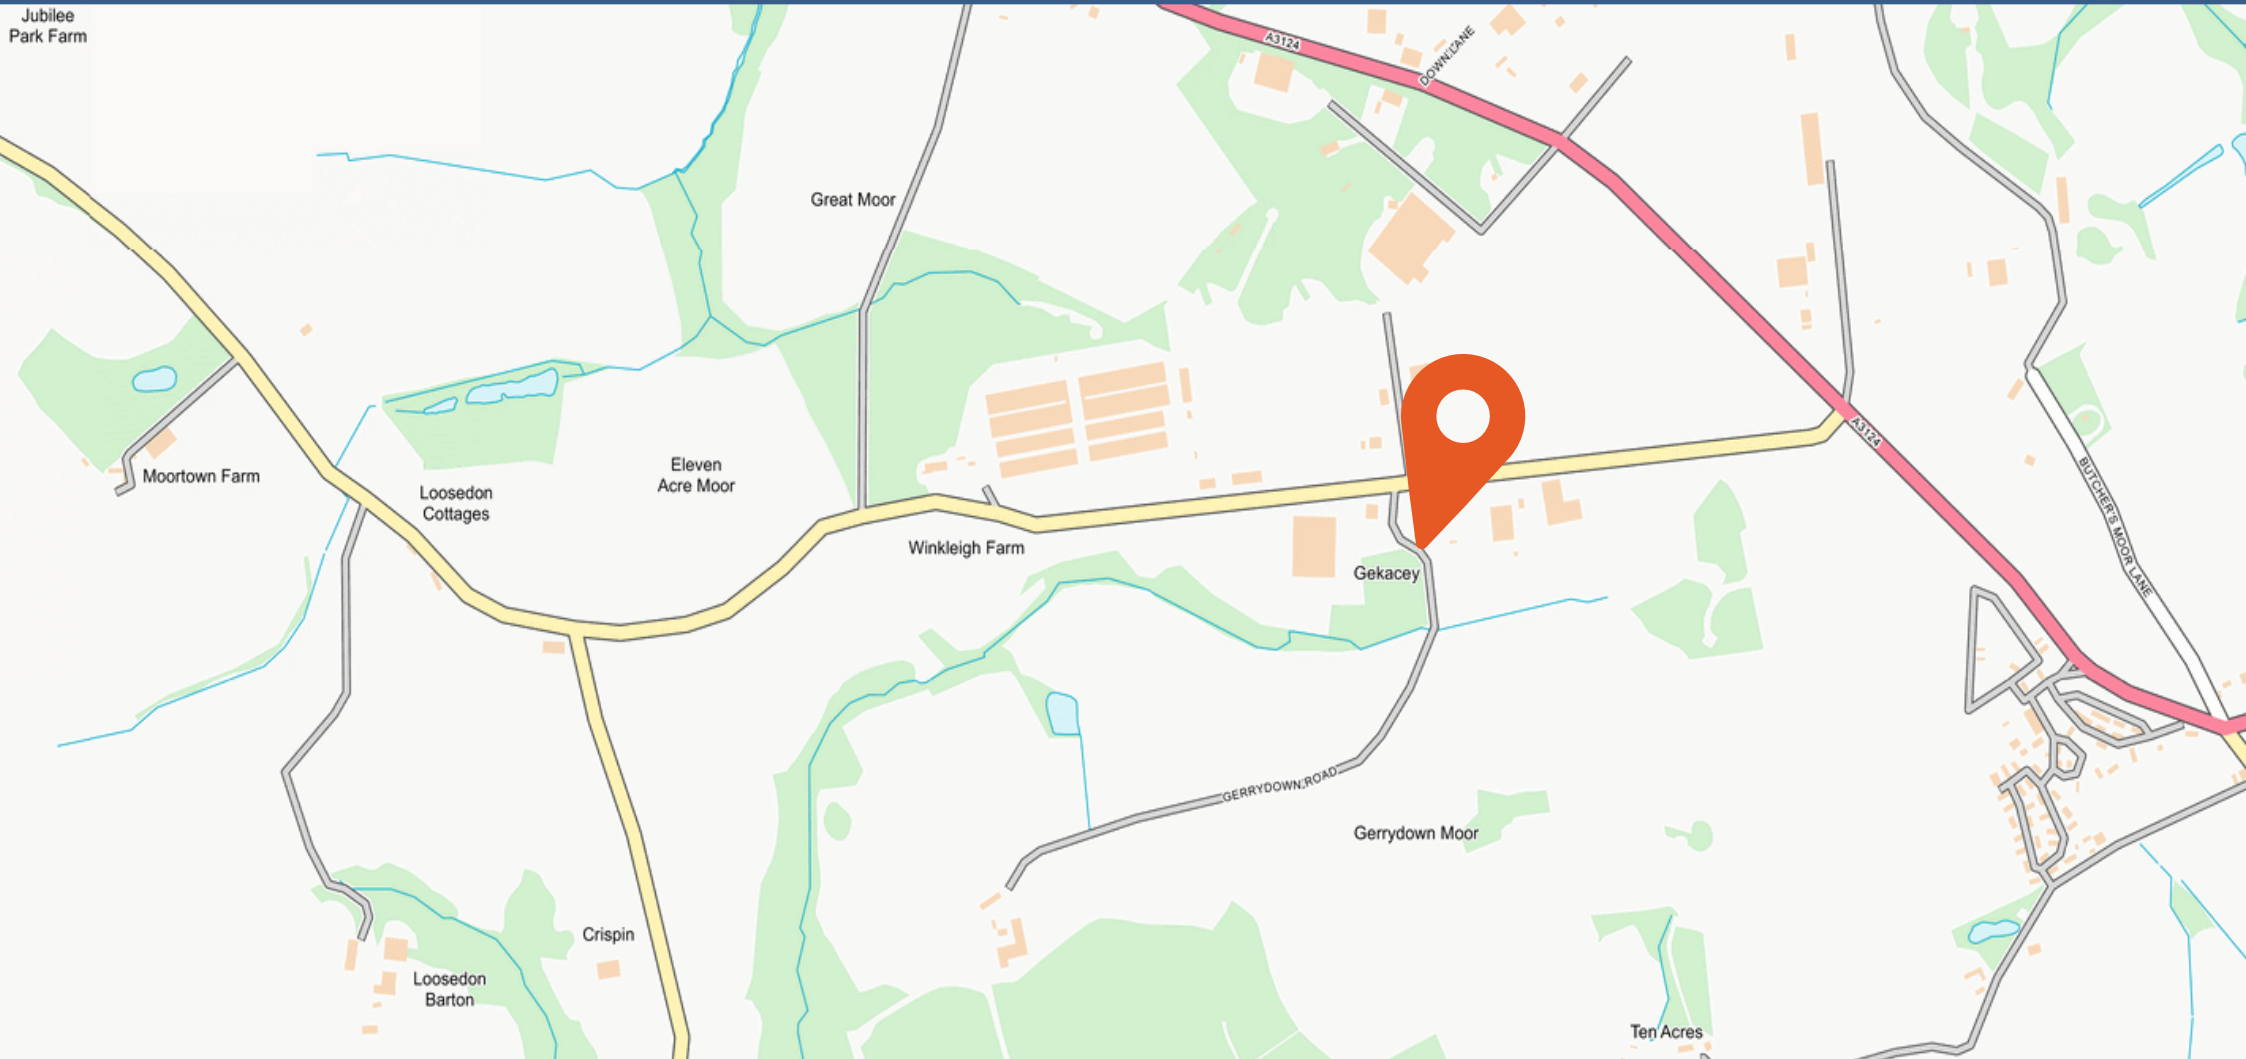 Jubilee
Park Farm
A3124
DOWN LANE
Great Moor
A3124
Moortown Farm
Loosedon
Cottages
Eleven
Acre Moor
BUTCHER'S MOOR LANE
Winkleigh Farm
Gekacey
GERRYDOWN ROAD
Gerrydown Moor
Crispin
Loosedon
Barton
Ten Acres